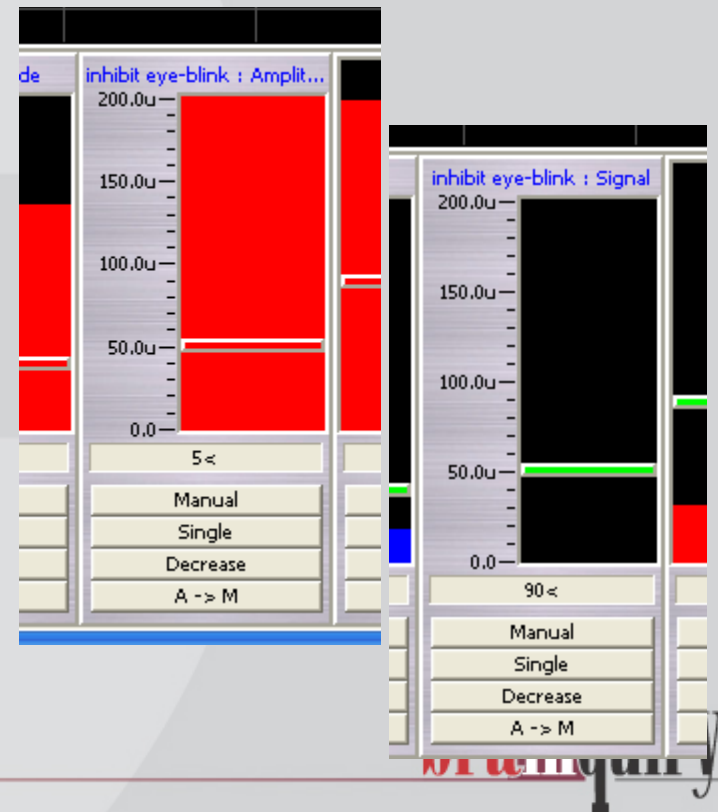 de
inhibit eye-blink : Amplit...
200.0u
150.0u
100.0u
50.0u
0.0
5<
Manual
Single
Decrease
A -> M
inhibit eye-blink : Signal
200.0u
150.0u
100.0u
50.0u
0.0
90<
Manual
Single
Decrease
A -> M